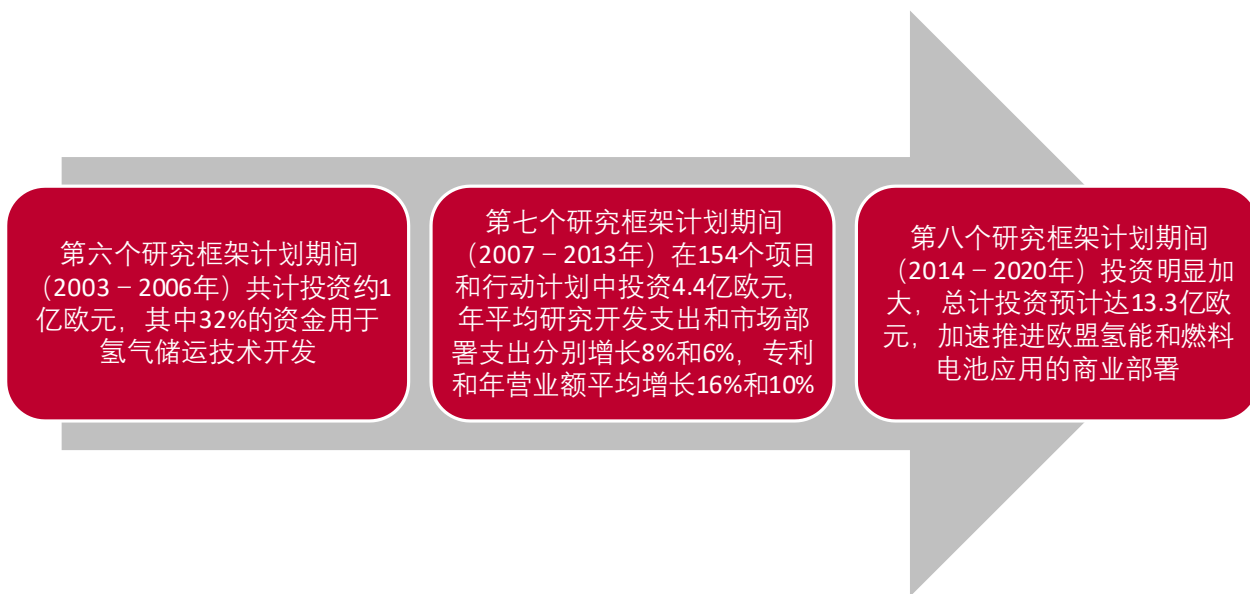 第六个研究框架计划期间
（2003－2006年）共计投资约1
亿欧元，其中32%的资金用于
氢气储运技术开发
第七个研究框架计划期间
（2007－2013年）在154个项目
和行动计划中投资4.4亿欧元，
年平均研究开发支出和市场部
署支出分别增长8%和6%，专利
和年营业额平均增长16%和10%
第八个研究框架计划期间
（2014－2020年）投资明显加
大，总计投资预计达13.3亿欧
元，加速推进欧盟氢能和燃料
电池应用的商业部署